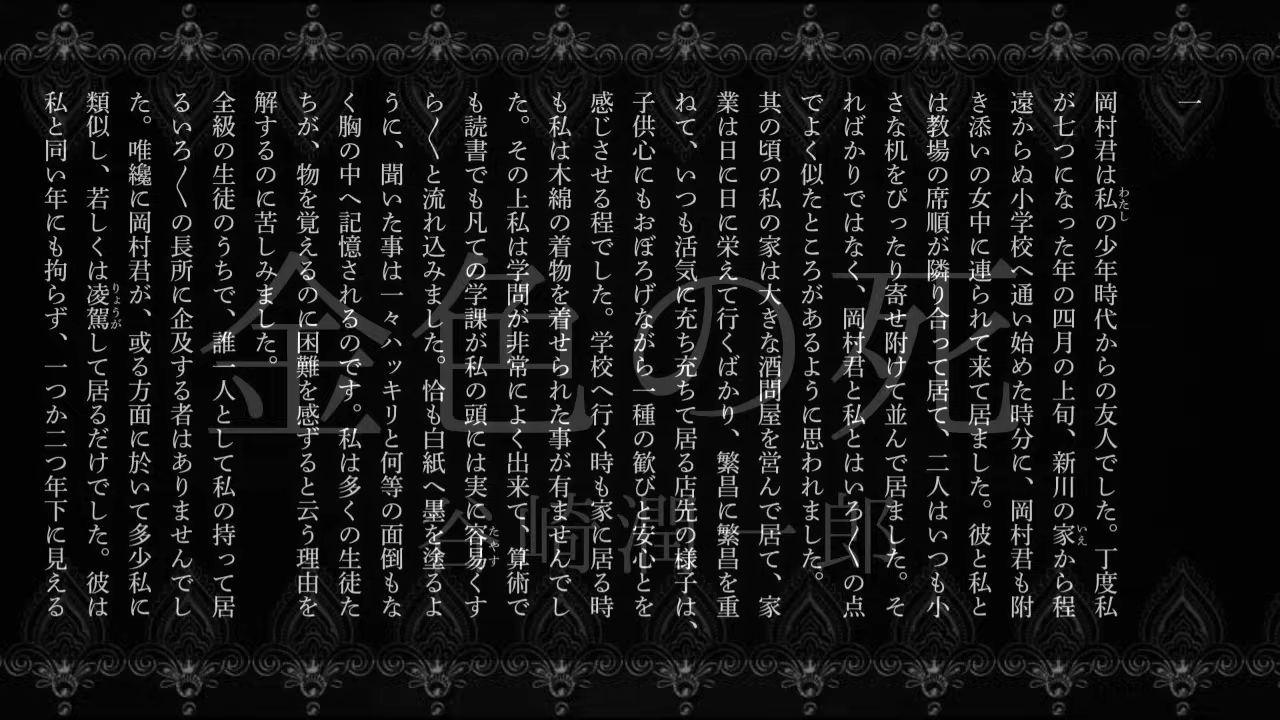 一
岡村君は私の少年時代からの友人でした。丁度私
が七つになった年の四月の上旬、新川の家から程
遠からぬ小学校へ通い始めた時分に、岡村君も附
き添いの女中に連られて来て居ました。彼と私と
は教場の席順が隣り合って居て、二人はいつも小
さな机をぴったり寄せ附けて並んで居ました。そ
ればかりではなく、岡村君と私とはいろ〱の点
でよく似たところがあるように思われました。
其の頃の私の家は大きな酒問屋を営んで居て、家
業は日に日に栄えて行くばかり、繁昌に繁昌を重
ねて、いつも活気に充ち充ちて居る店先の様子は、
子供心にもおぼろげながら一種の歓びと安心とを
感じさせる程でした。学校へ行く時も家に居る時
も私は木綿の着物を着せられた事が有ませんでし
た。その上私は学問が非常によく出来て、算術で
も読書でも凡ての学課が私の頭には実に容易くす
ら〱と流れ込みました。恰も白紙へ墨を塗るよ
うに、聞いた事は一々ハッキリと何等の面倒もな
く胸の中へ記憶されるのです。私は多くの生徒た
ちが、物を覚えるのに困難を感ずると云う理由を
解するのに苦しみました。
全級の生徒のうちで、誰一人として私の持って居
るいろ〱の長所に企及する者はありませんでし
た。唯纔に岡村君が、或る方面に於いて多少私に
類似し、若しくは凌駕して居るだけでした。彼は
私と同い年にも拘らず、一つか二つ年下に見える
わたし
いえ
たやす
りょうが
金色の死
谷崎潤一郎